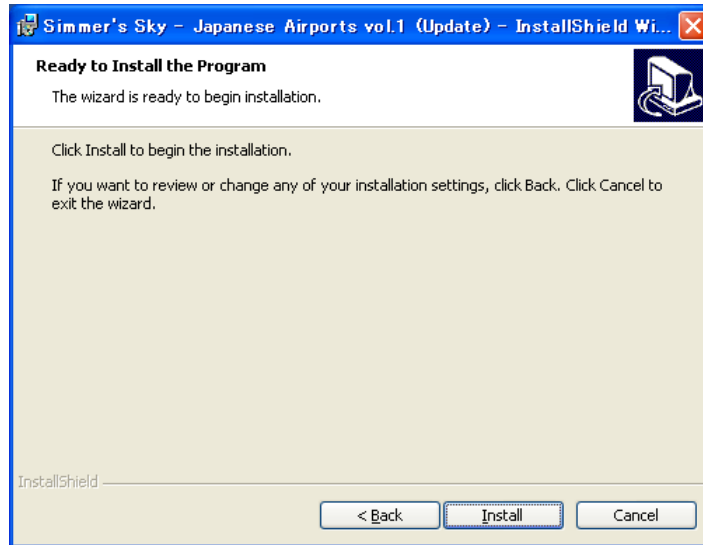 Simmer's Sky - Japanese Airports vol.1 (Update) - InstallShield Wi...
Ready to Install the Program
The wizard is ready to begin installation.
Click Install to begin the installation.
If you want to review or change any of your installation settings, click Back. Click Cancel to
exit the wizard.
InstallShield
< Back
Install
Cancel